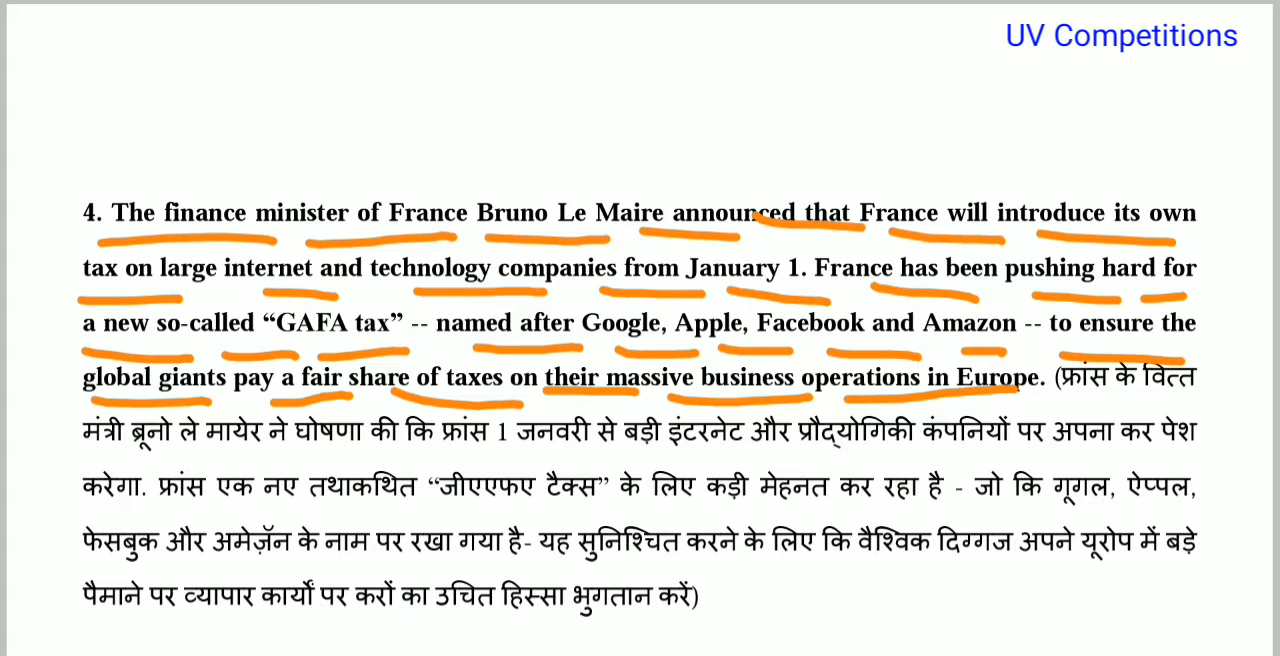 UV Competitions
4. The finance minister of France Bruno Le Maire announced that France will introduce its own
tax on large internet and technology companies from January 1. France has been pushing hard for
a new so-called “GAFA tax” -- named after Google, Apple, Facebook and Amazon -- to ensure the
global giants pay a fair share of taxes on their massive business operations in Europe. (फ्रांस के वित्त
मंत्री ब्रूनो ले मायेर ने घोषणा की कि फ्रांस 1 जनवरी से बड़ी इंटरनेट और प्रौद्योगिकी कंपनियों पर अपना कर पेश
करेगा. फ्रांस एक नए तथाकथित “जीएएफए टैक्स” के लिए कड़ी मेहनत कर रहा है - जो कि गूगल, ऐप्पल,
फेसबुक और अमेज़ॅन के नाम पर रखा गया है- यह सुनिश्चित करने के लिए कि वैश्विक दिग्गज अपने यूरोप में बड़े
पैमाने पर व्यापार कार्यों पर करों का उचित हिस्सा भुगतान करें)